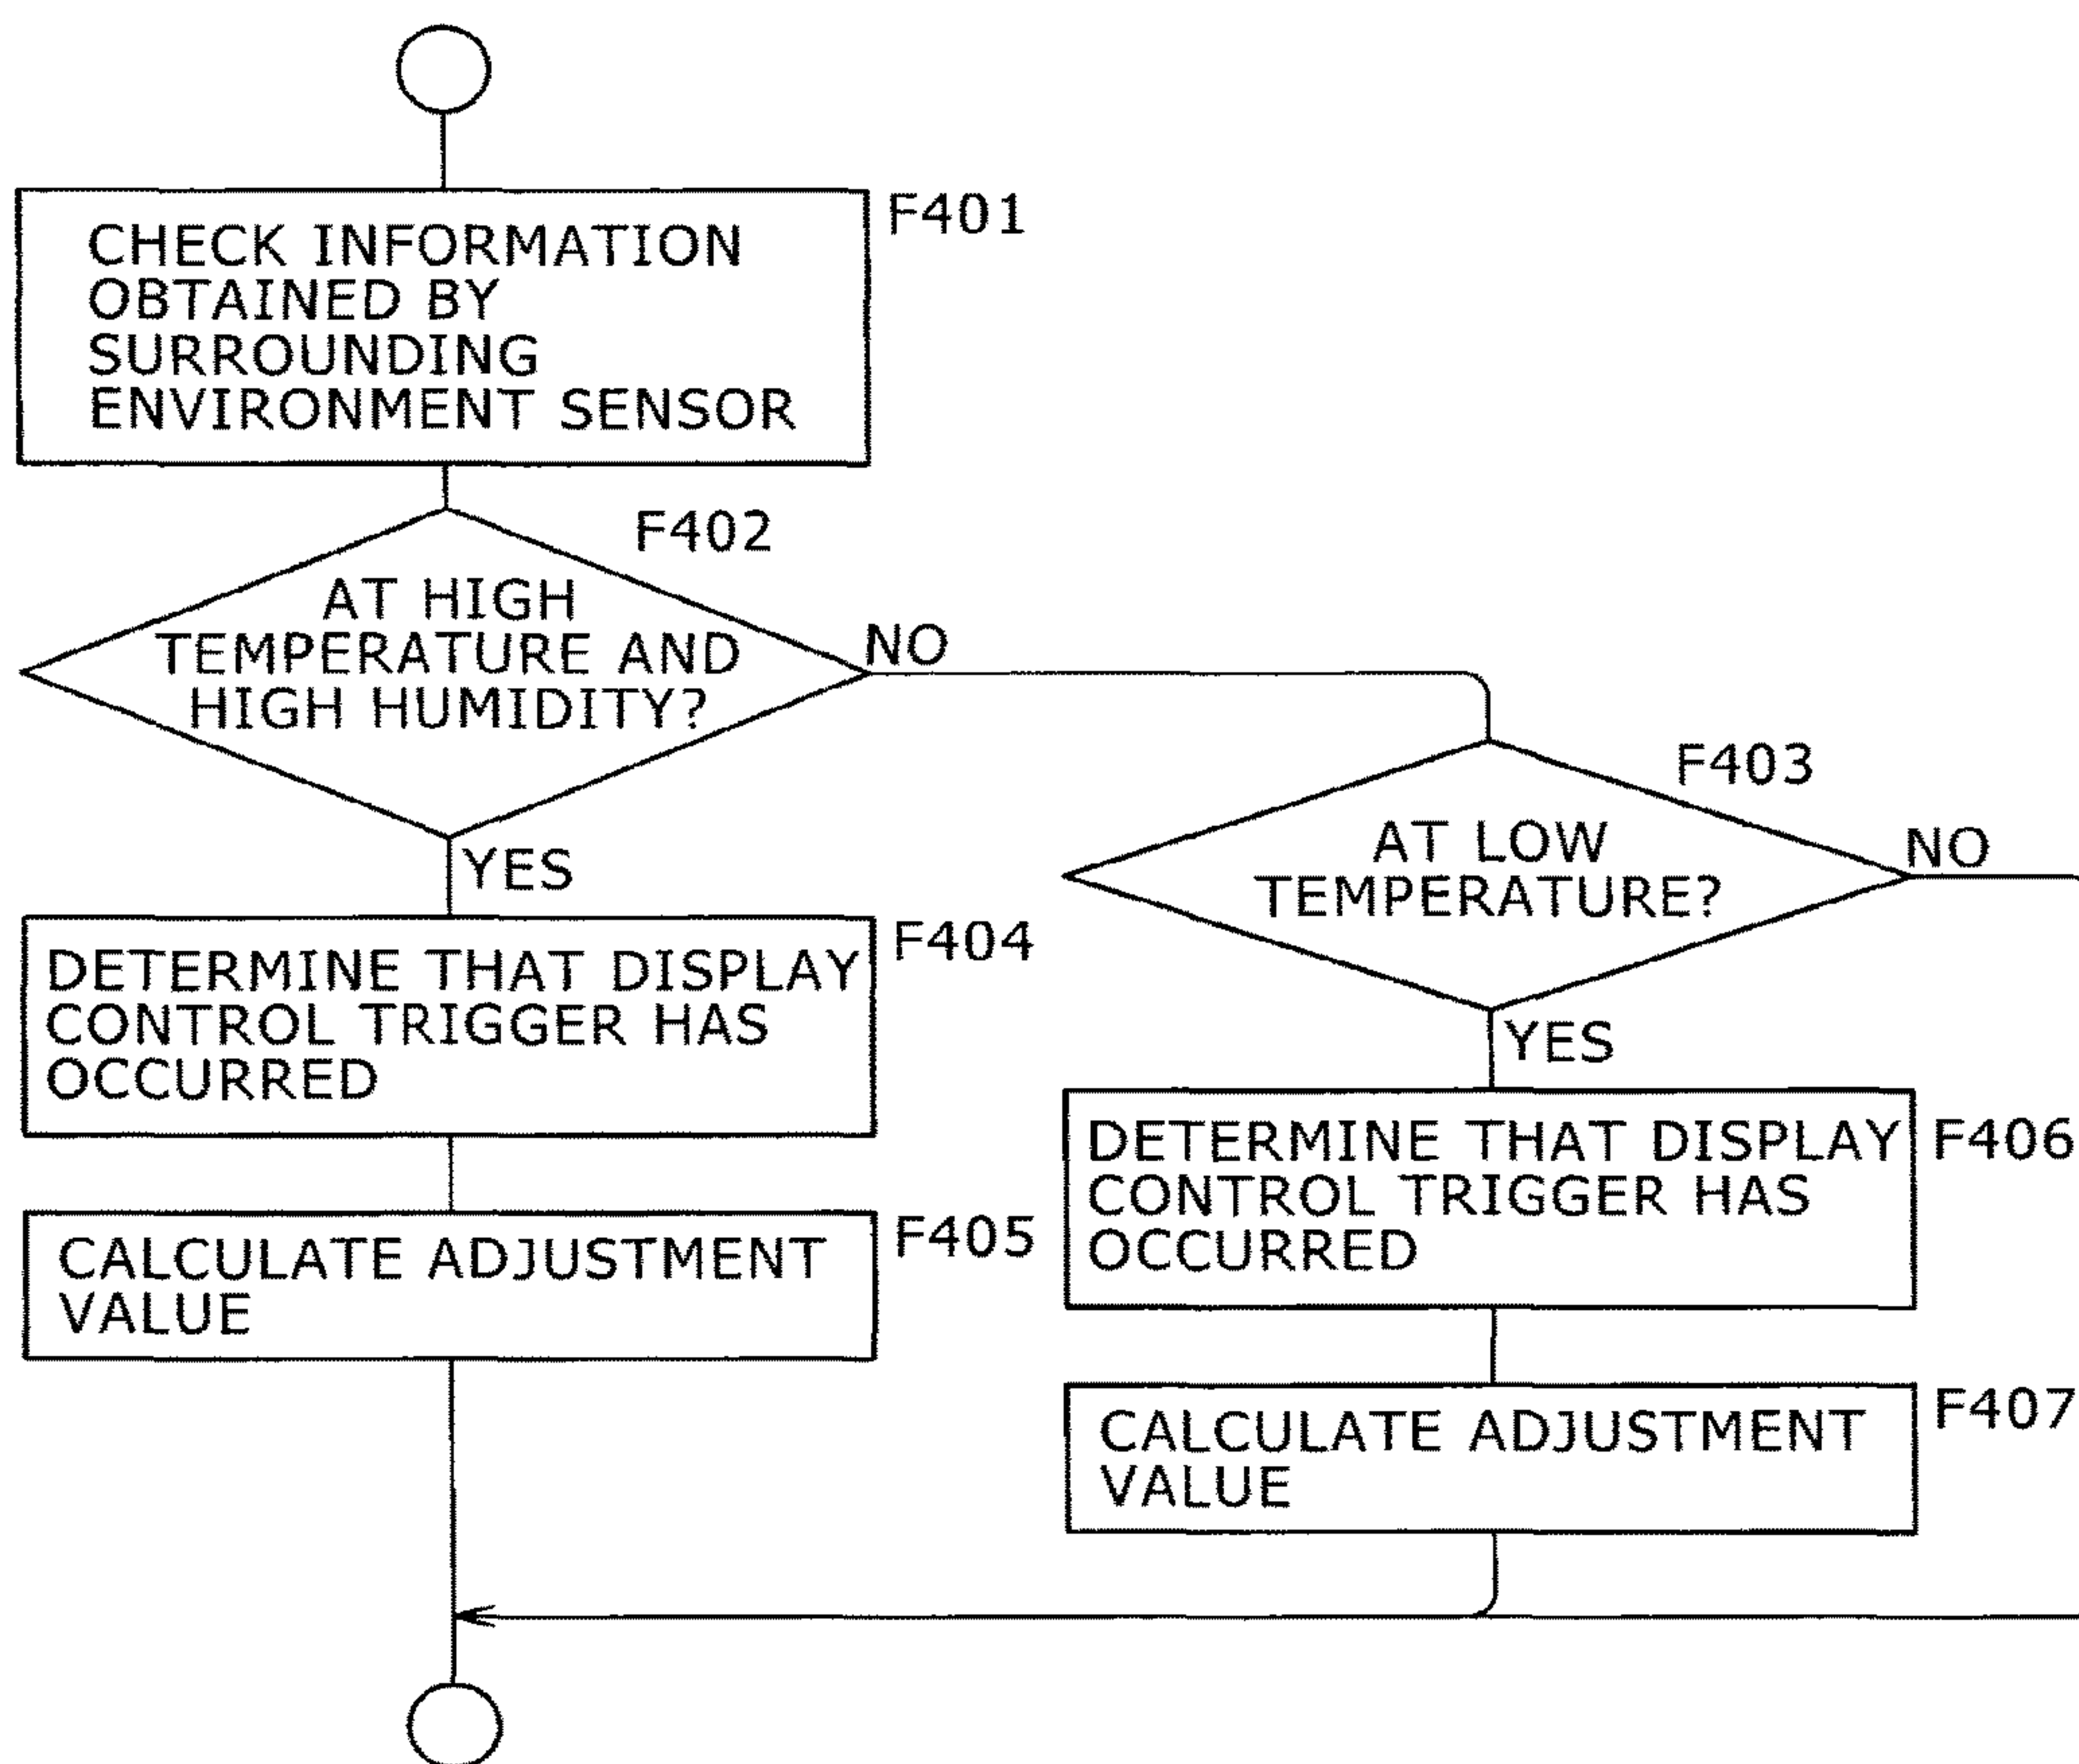 F401
CHECK INFORMATION
OBTAINED BY
SURROUNDING
ENVIRONMENT SENSOR
F402
AT HIGH
TEMPERATURE AND
HIGH HUMIDITY?
NO
YES
F403
AT LOW
TEMPERATURE?
NO
YES
F404
DETERMINE THAT DISPLAY
CONTROL TRIGGER HAS
OCCURRED
F405
CALCULATE ADJUSTMENT
VALUE
F406
DETERMINE THAT DISPLAY
CONTROL TRIGGER HAS
OCCURRED
F407
CALCULATE ADJUSTMENT
VALUE